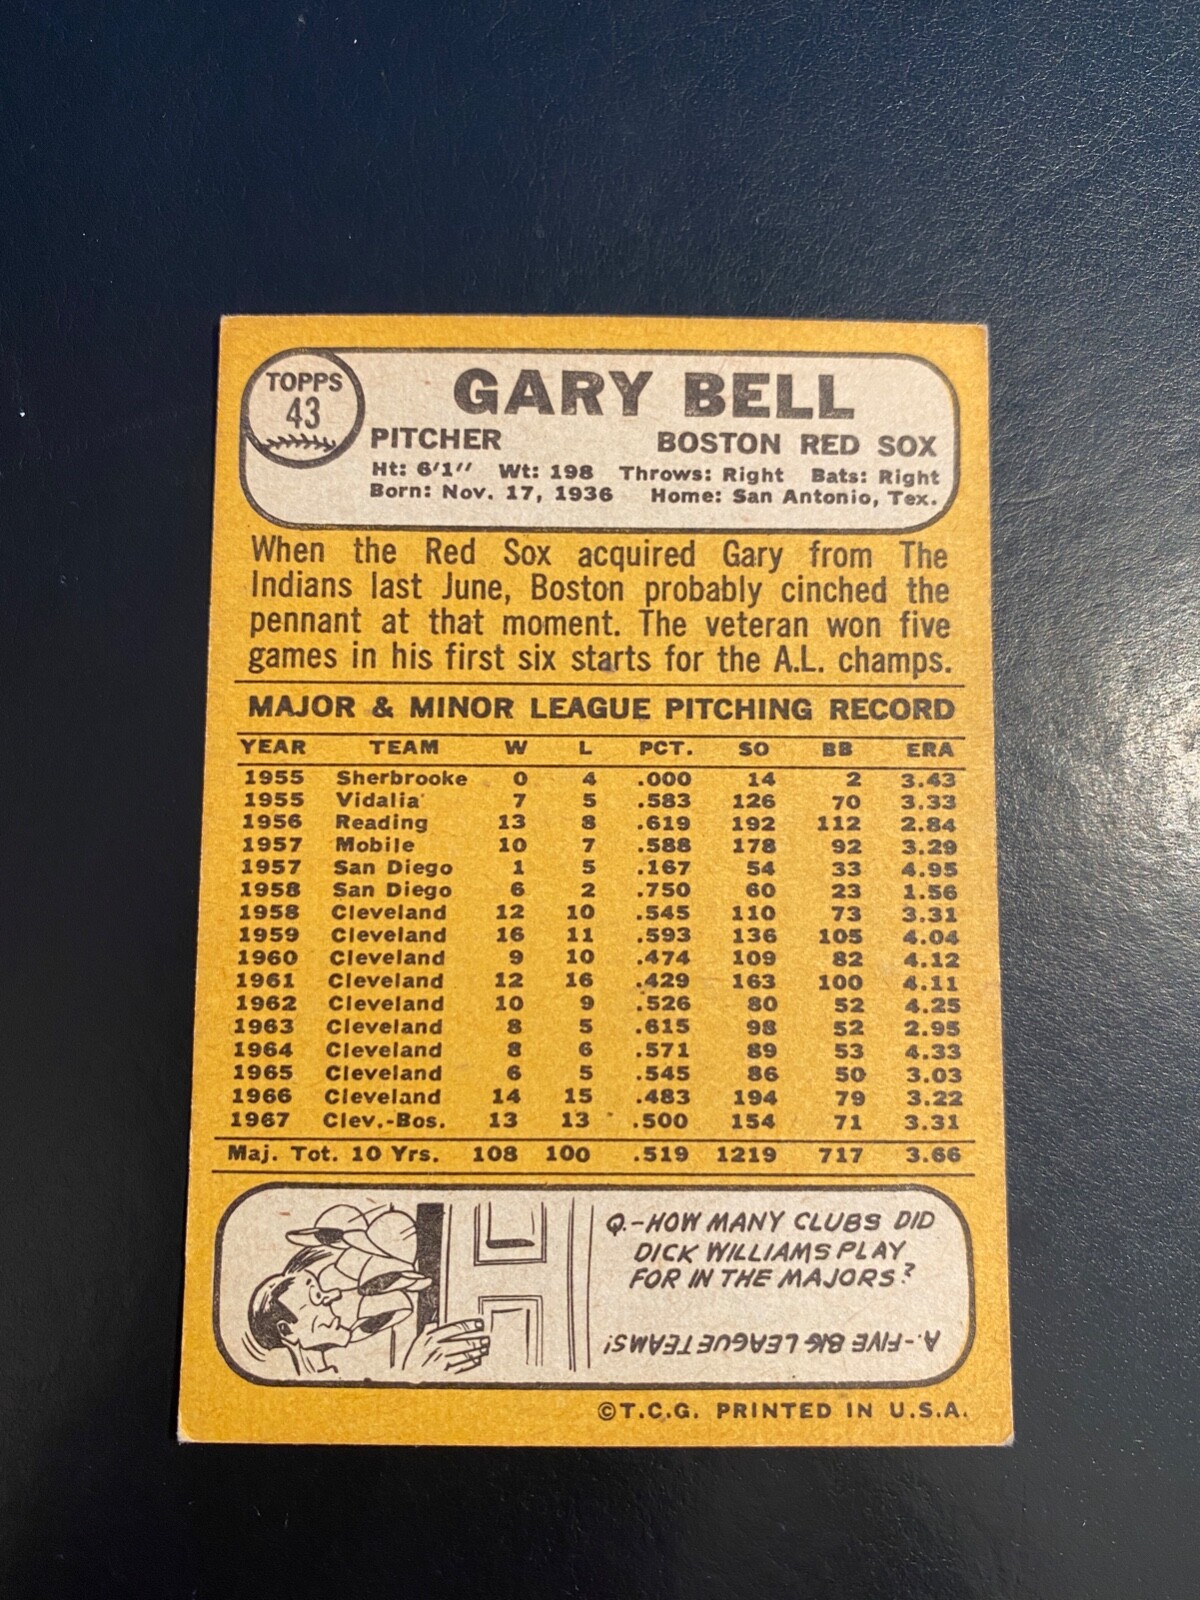 TOPPS
43
GARY BELL
PITCHER BOSTON RED SOX
Ht: 6'1" Wt: 198 Throws: Right Bats: Right
Born: Nov. 17, 1936 Home: San Antonio, Tex.
When the Red Sox acquired Gary from The
Indians last June, Boston probably cinched the
pennant at that moment. The veteran won five
games in his first six starts for the A.L. champs.
MAJOR & MINOR LEAGUE PITCHING RECORD
YEAR TEAM W L PCT. SO BB ERA
1955 Sherbrooke 0 4 .000 14 2 3.43
1955 Vidalia 7 5 .583 126 70 3.33
1956 Reading 13 8 .619 192 112 2.84
1957 Mobile 10 7 .588 178 92 3.29
1957 San Diego 1 5 .167 54 33 4.95
1958 San Diego 6 2 .750 60 23 1.56
1958 Cleveland 12 10 .545 110 73 3.31
1959 Cleveland 16 11 .593 136 105 4.04
1960 Cleveland 9 10 .474 109 82 4.12
1961 Cleveland 12 16 .429 163 100 4.11
1962 Cleveland 10 9 .526 80 52 4.25
1963 Cleveland 8 5 .615 98 52 2.95
1964 Cleveland 8 6 .571 89 53 4.33
1965 Cleveland 6 5 .545 86 50 3.03
1966 Cleveland 14 15 .483 194 79 3.22
1967 Clev.-Bos. 13 13 .500 154 71 3.31
Maj. Tot. 10 Yrs. 108 100 .519 1219 717 3.66
Q.-HOW MANY CLUBS DID
DICK WILLIAMS PLAY
FOR IN THE MAJORS?
A.-FIVE BIG LEAGUE TEAMS!
©T.C.G. PRINTED IN U.S.A.